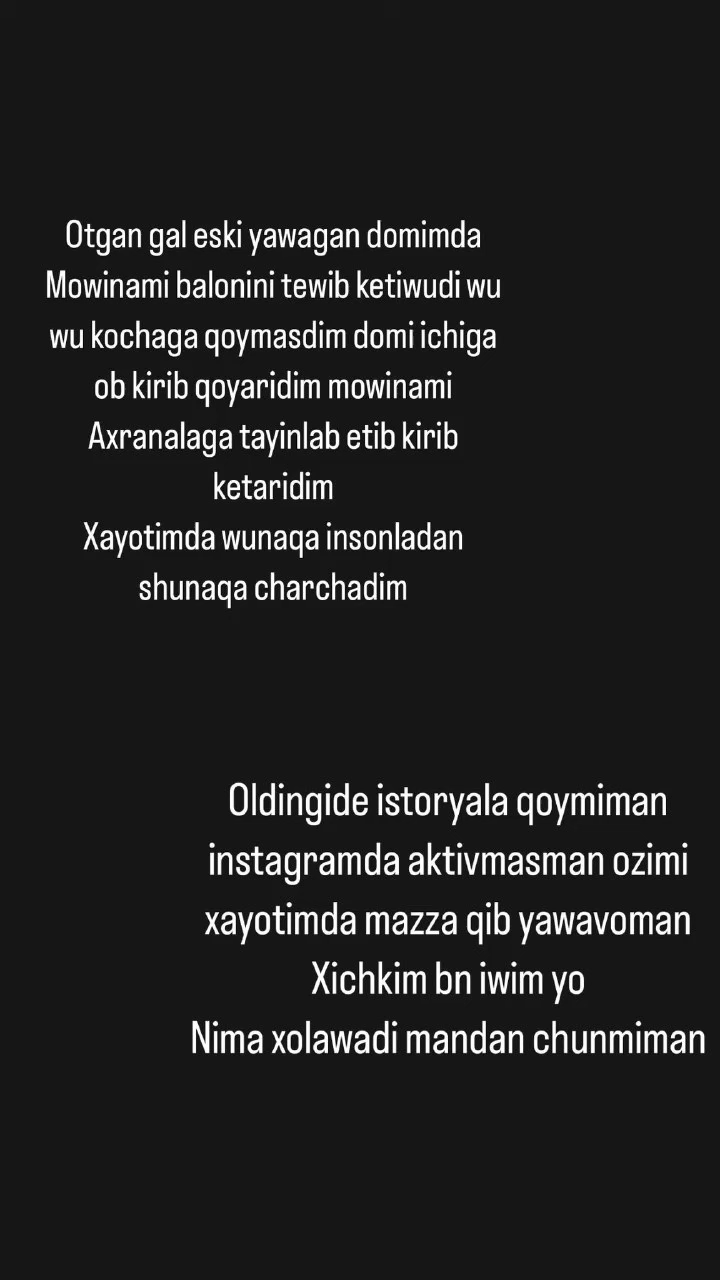 Otgan gal eski yawagan domimda
Mowinami balonini tewib ketiwudi wu
wu kochaga qoymasdim domi ichiga
ob kirib qoyaridim mowinami
Axranalaga tayinlab etib kirib
ketaridim
Xayotimda wunaqa insonladan
shunaqa charchadim
Oldingide istoryala qoymiman
instagramda aktivmasman ozimi
xayotimda mazza qib yawavoman
Xichkim bn iwim yo
Nima xolawadi mandan chunmiman